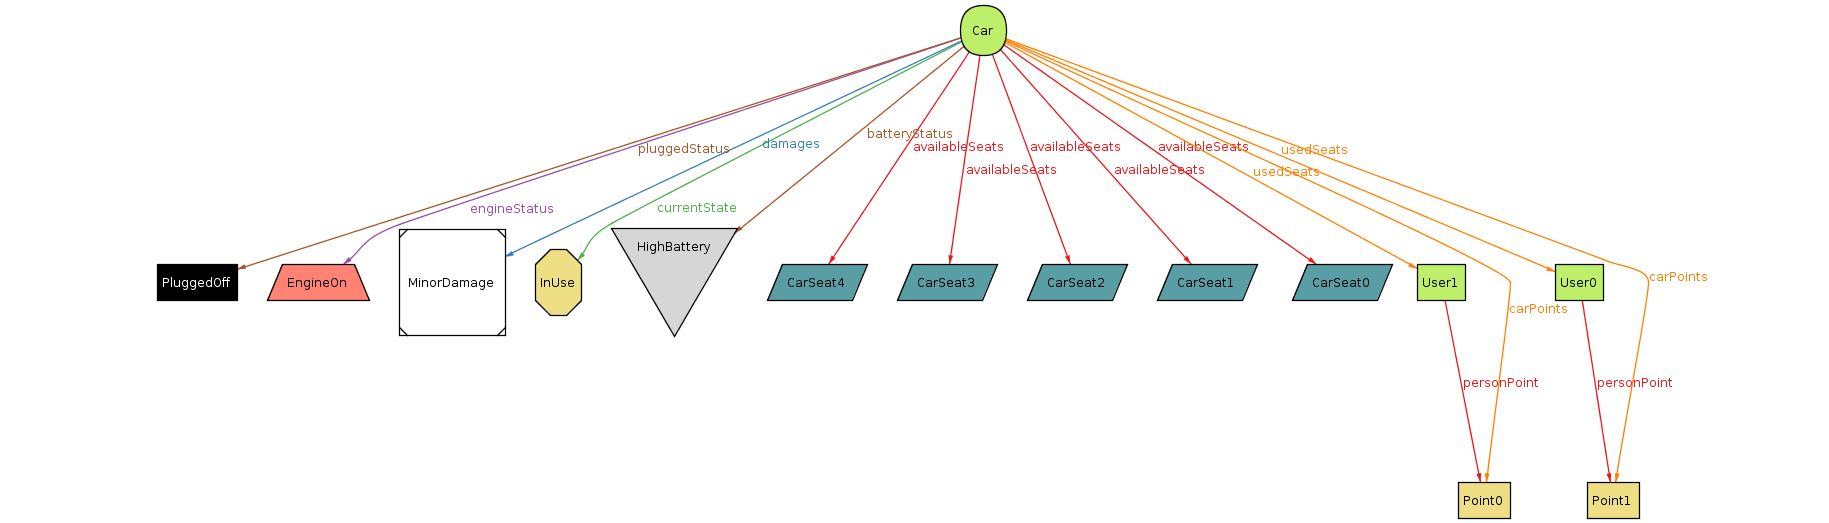 Car
batteryStatus
pluggedStatus
damages
availableSeats
availableSeats
availableSeats
usedSeats
availableSeats
availableSeats
usedSeats
engineStatus
currentState
HighBattery
carPoints
PluggedOff
EngineOn
MinorDamage
InUse
CarSeat4
CarSeat3
CarSeat2
CarSeat1
CarSeat0
User1
User0
carPoints
personPoint
personPoint
Point0
Point1